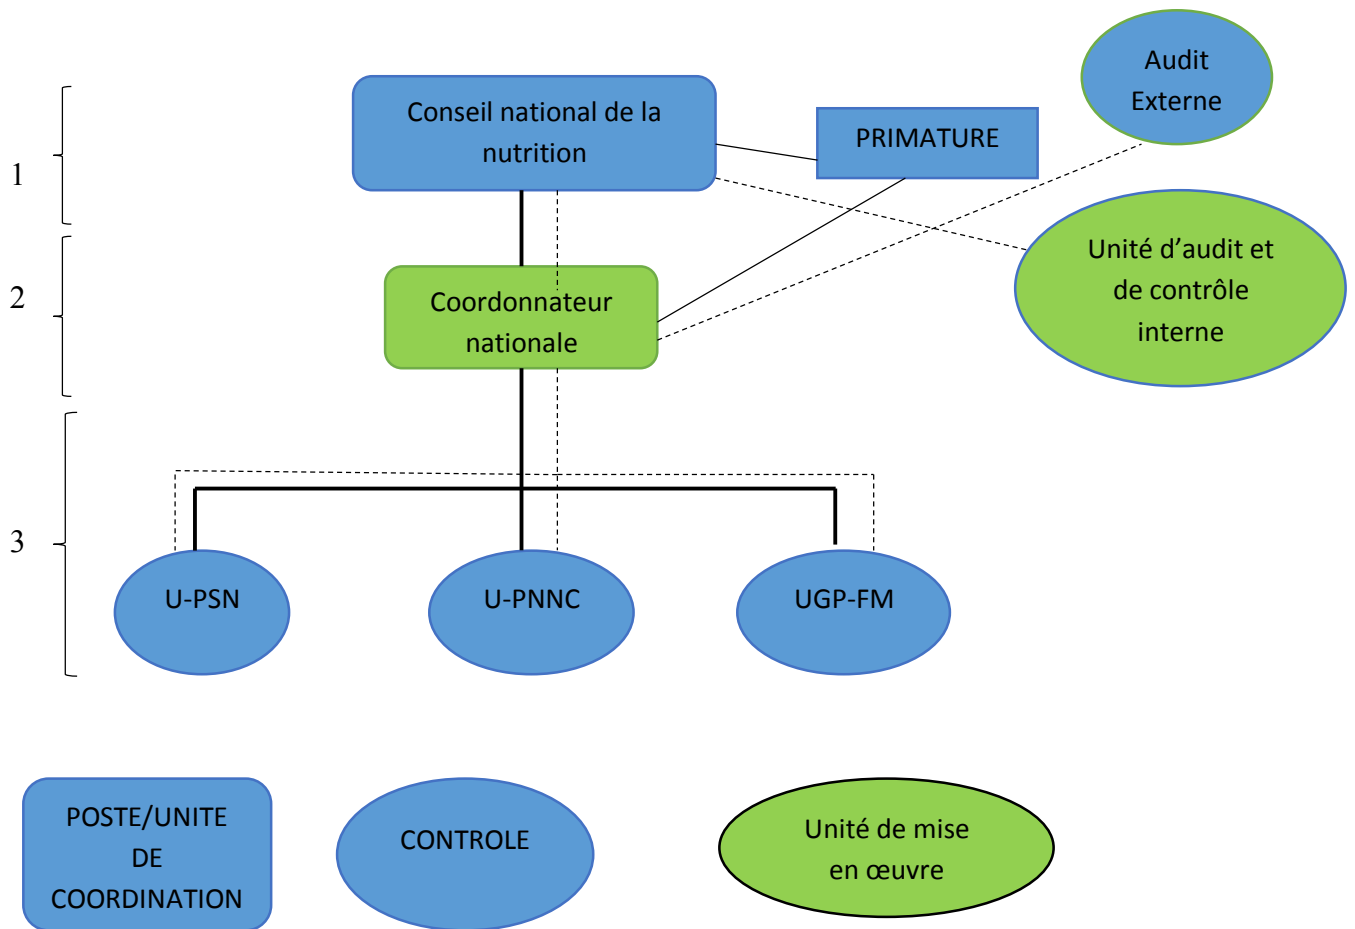 Audit
Externe
Conseil national de la
nutrition
PRIMATURE
1
Unité d’audit et
de contrôle
interne
2
Coordonnateur
nationale
3
U-PSN
U-PNNC
UGP-FM
POSTE/UNITE
DE
COORDINATION
CONTROLE
Unité de mise
en œuvre